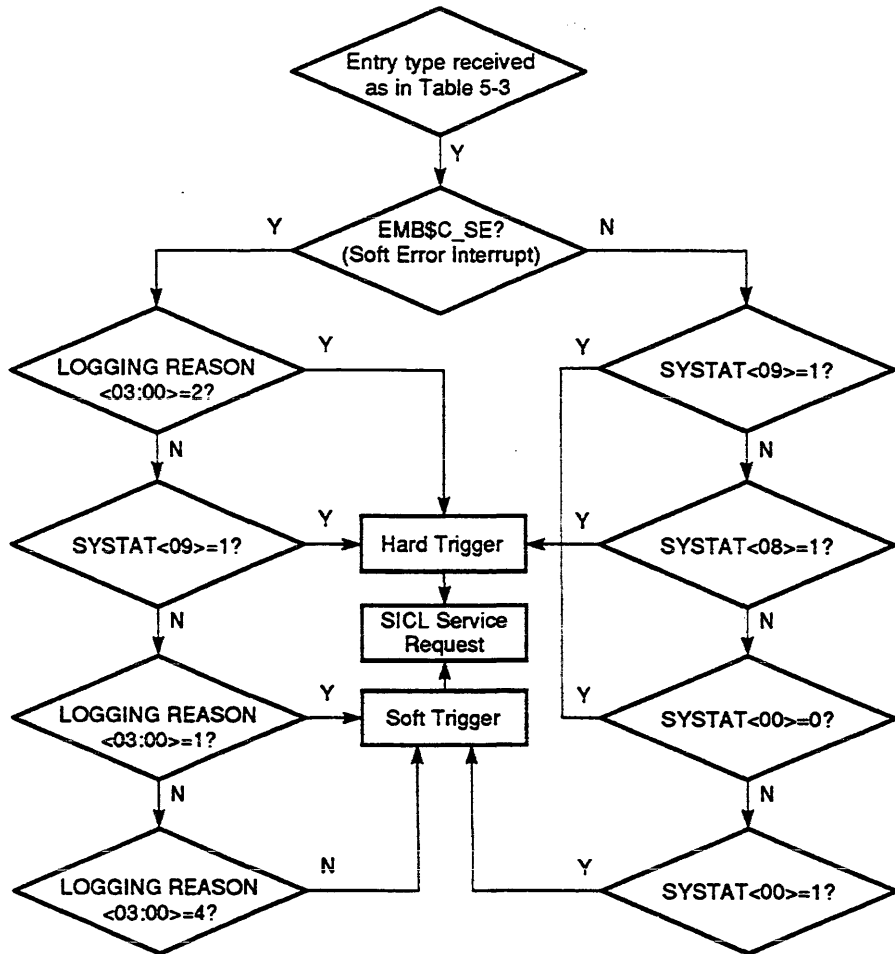 Entry type received
as in Table 5-3
Y
EMB$C_SE?
(Soft Error Interrupt)
Y
N
LOGGING REASON
<03:00>=2?
Y
Y
SYSTAT<09>=1?
N
N
SYSTAT<09>=1?
Y
Hard Trigger
Y
SYSTAT<08>=1?
SICL Service
Request
N
N
LOGGING REASON
<03:00>=1?
Y
Soft Trigger
Y
SYSTAT<00>=0?
N
N
LOGGING REASON
<03:00>=4?
N
Y
SYSTAT<00>=1?